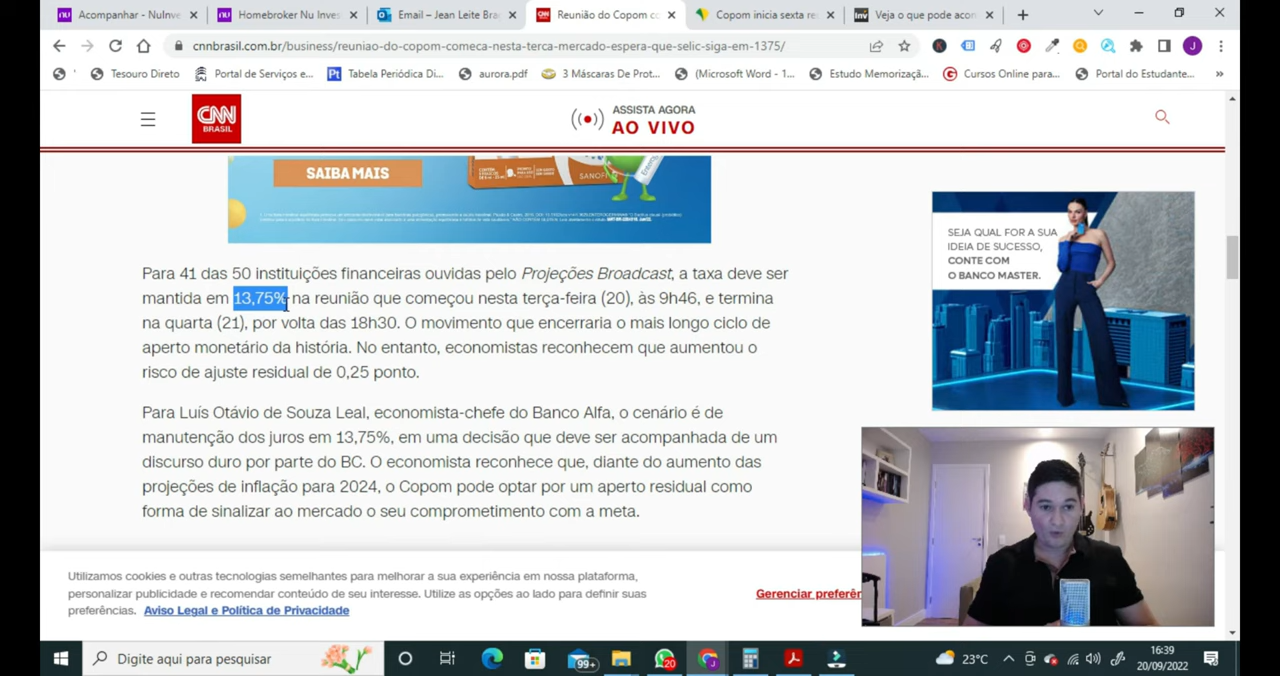 Acompanhar - NuInve
Homebroker Nu Invest
Email – Jean Leite Bra
Reunião do Copom co
Copom inicia sexta re
Inv
Veja o que pode acon
cnnbrasil.com.br/business/reuniao-do-copom-comeca-nesta-terca-mercado-espera-que-selic-siga-em-1375/
J
Tesouro Direto
Portal de Serviços e...
Pt
Tabela Periódica Di...
aurora.pdf
3 Máscaras De Prot...
(Microsoft Word - 1...
Estudo Memorizaçã...
Cursos Online para...
Portal do Estudante...
»
CNN
BRASIL
ASSISTA AGORA
AO VIVO
SAIBA MAIS
SANOFI
SEJA QUAL FOR A SUA
IDEIA DE SUCESSO,
CONTE COM
O BANCO MASTER.
Para 41 das 50 instituições financeiras ouvidas pelo Projeções Broadcast, a taxa deve ser
mantida em 13,75% na reunião que começou nesta terça-feira (20), às 9h46, e termina
na quarta (21), por volta das 18h30. O movimento que encerraria o mais longo ciclo de
aperto monetário da história. No entanto, economistas reconhecem que aumentou o
risco de ajuste residual de 0,25 ponto.
Para Luís Otávio de Souza Leal, economista-chefe do Banco Alfa, o cenário é de
manutenção dos juros em 13,75%, em uma decisão que deve ser acompanhada de um
discurso duro por parte do BC. O economista reconhece que, diante do aumento das
projeções de inflação para 2024, o Copom pode optar por um aperto residual como
forma de sinalizar ao mercado o seu comprometimento com a meta.
Utilizamos cookies e outras tecnologias semelhantes para melhorar a sua experiência em nossa plataforma,
personalizar publicidade e recomendar conteúdo de seu interesse. Utilize as opções ao lado para definir suas
preferências. Aviso Legal e Política de Privacidade
Gerenciar preferên
Digite aqui para pesquisar
99+
20
J
23°C
16:39
20/09/2022